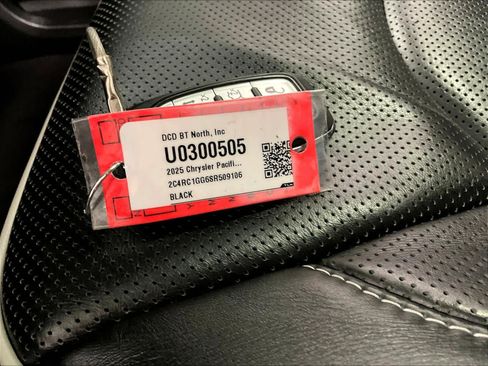 DCD BT North, Inc
U0300505
2025 Chrysler Pacifi...
2C4RC1GG6SR509106
BLACK